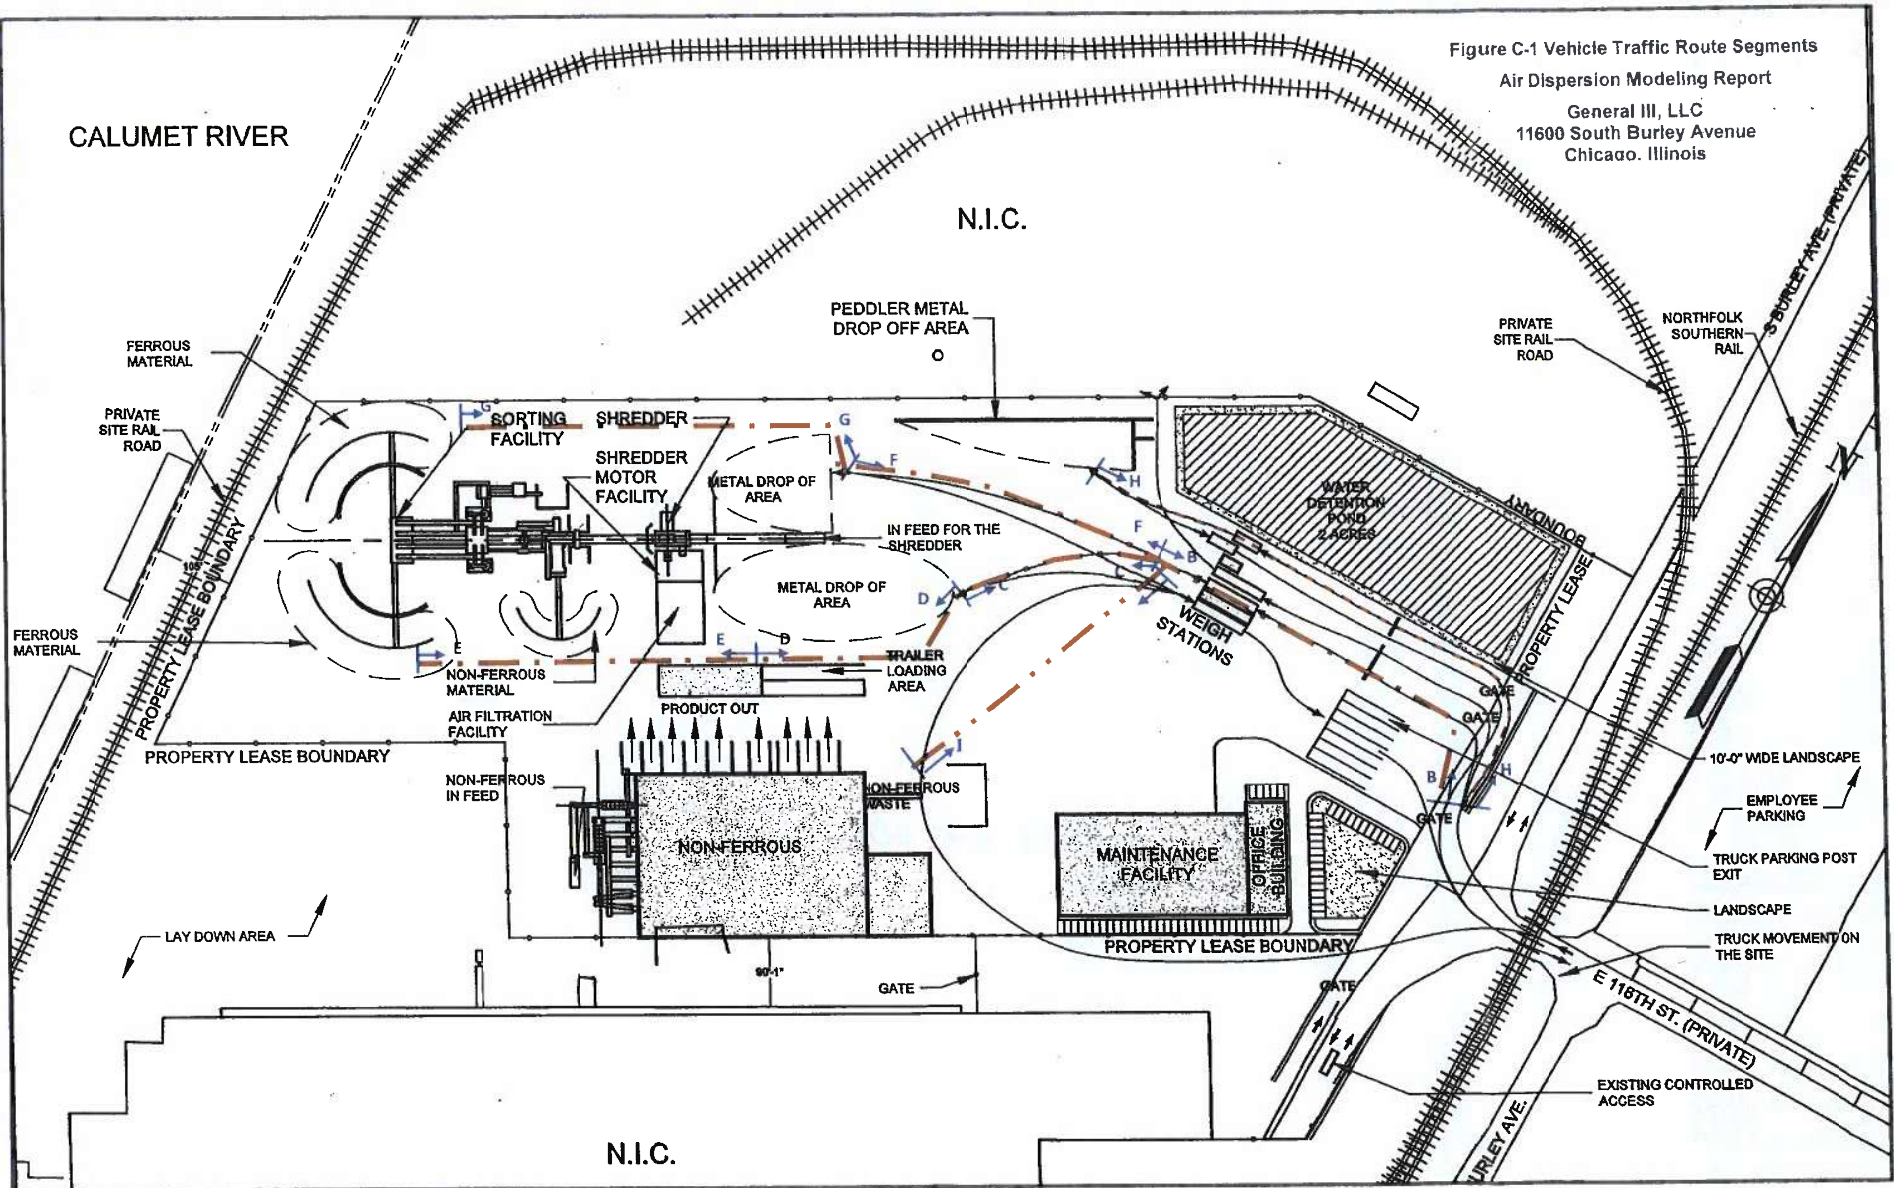 Figure C-1 Vehicle Traffic Route Segments
Air Dispersion Modeling Report
General III, LLC
11600 South Burley Avenue
Chicago, Illinois
CALUMET RIVER
N.I.C.
S BURLEY AVE. (PRIVATE)
PEDDLER METAL
DROP OFF AREA
PRIVATE
SITE RAIL
ROAD
NORTHFOLK
SOUTHERN
RAIL
FERROUS
MATERIAL
PRIVATE
SITE RAIL
ROAD
G
SORTING
FACILITY
SHREDDER
SHREDDER
MOTOR
FACILITY
G
F
H
METAL DROP OF
AREA
WATER
DETENTION
POND
2 ACRES
BOUNDARY
PROPERTY LEASE
N
IN FEED FOR THE
SHREDDER
F
B
C
I
METAL DROP OF
AREA
D
C
WEIGH
STATIONS
PROPERTY LEASE BOUNDARY
FERROUS
MATERIAL
E
E
D
TRAILER
LOADING
AREA
NON-FERROUS
MATERIAL
AIR FILTRATION
FACILITY
PRODUCT OUT
GATE
GATE
PROPERTY LEASE BOUNDARY
I
B
H
GATE
10'-0" WIDE LANDSCAPE
EMPLOYEE
PARKING
NON-FERROUS
IN FEED
NON-FERROUS
WASTE
NON-FERROUS
MAINTENANCE
FACILITY
OFFICE
BUILDING
TRUCK PARKING POST
EXIT
LANDSCAPE
TRUCK MOVEMENT ON
THE SITE
LAY DOWN AREA
PROPERTY LEASE BOUNDARY
90'-1"
GATE
GATE
E 118TH ST. (PRIVATE)
EXISTING CONTROLLED
ACCESS
N.I.C.
URLEY AVE.